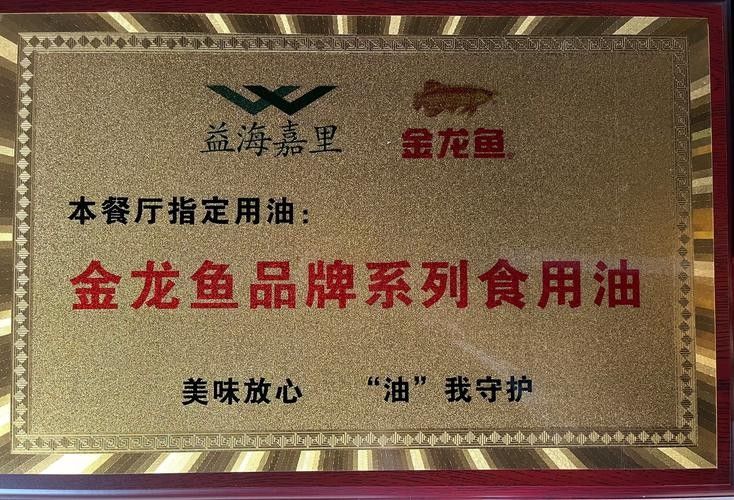 益海嘉里 金龙鱼
本餐厅指定用油：
金龙鱼品牌系列食用油
美味放心 “油”我守护